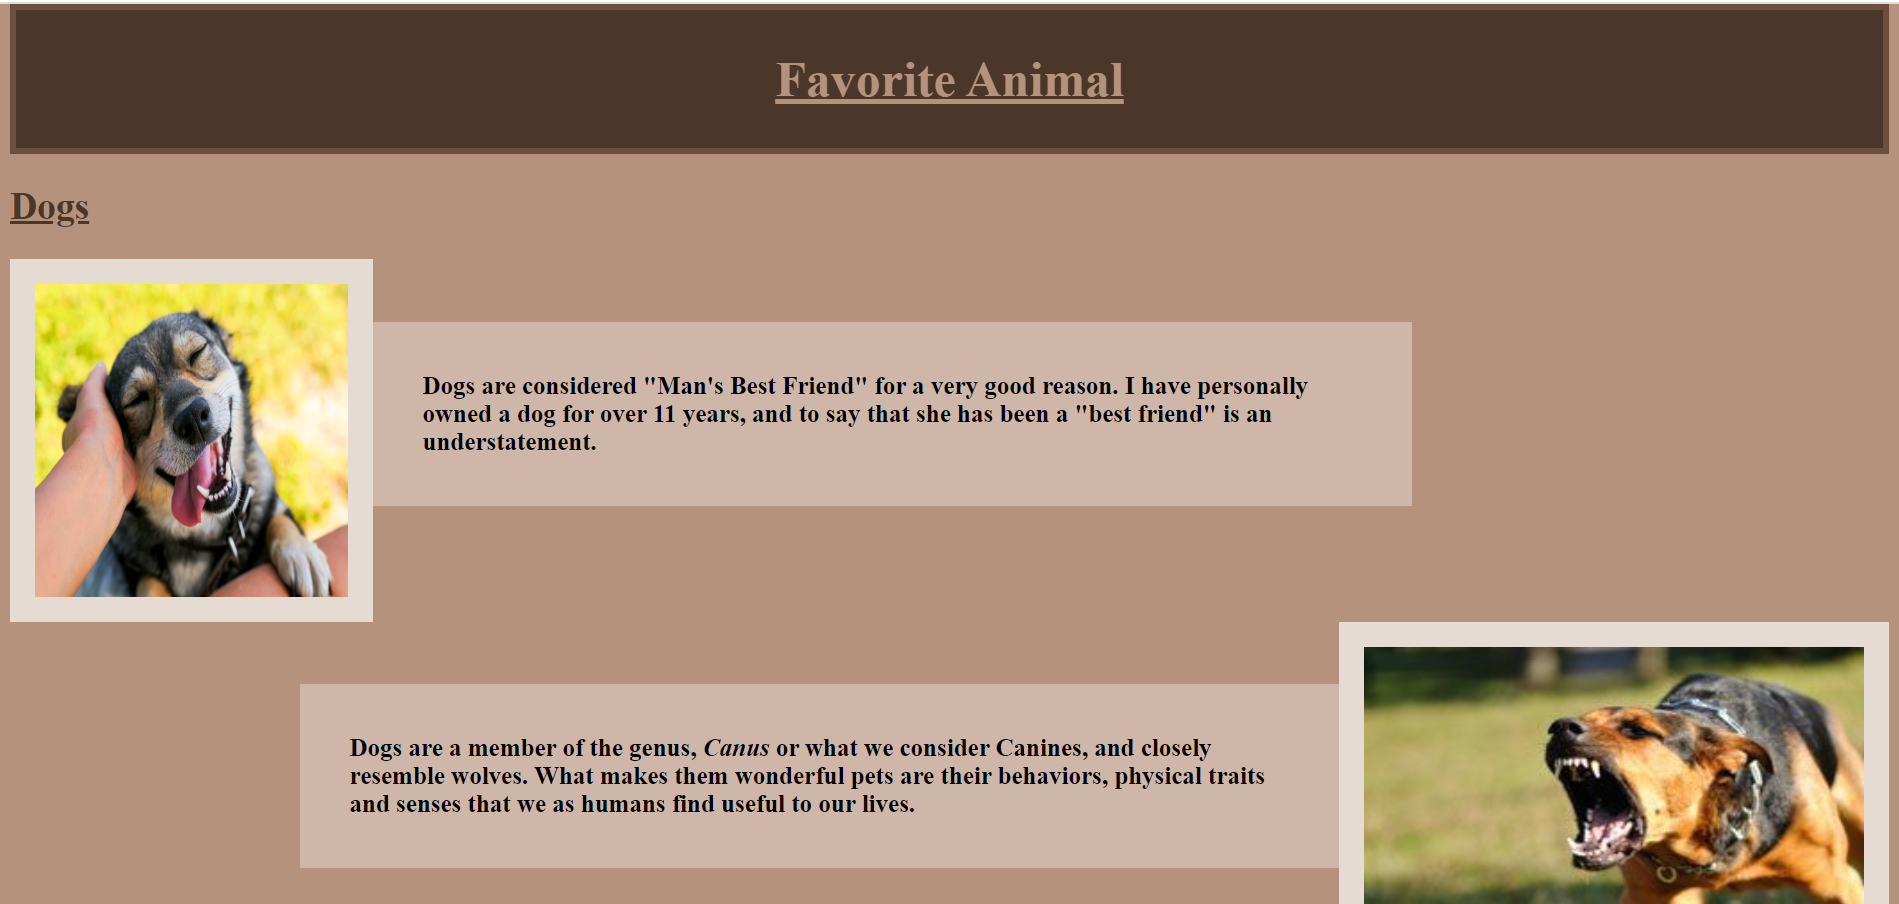 Favorite Animal
Dogs
Dogs are considered "Man's Best Friend" for a very good reason. I have personally
owned a dog for over 11 years, and to say that she has been a "best friend" is an
understatement.
Dogs are a member of the genus, Canus or what we consider Canines, and closely
resemble wolves. What makes them wonderful pets are their behaviors, physical traits
and senses that we as humans find useful to our lives.